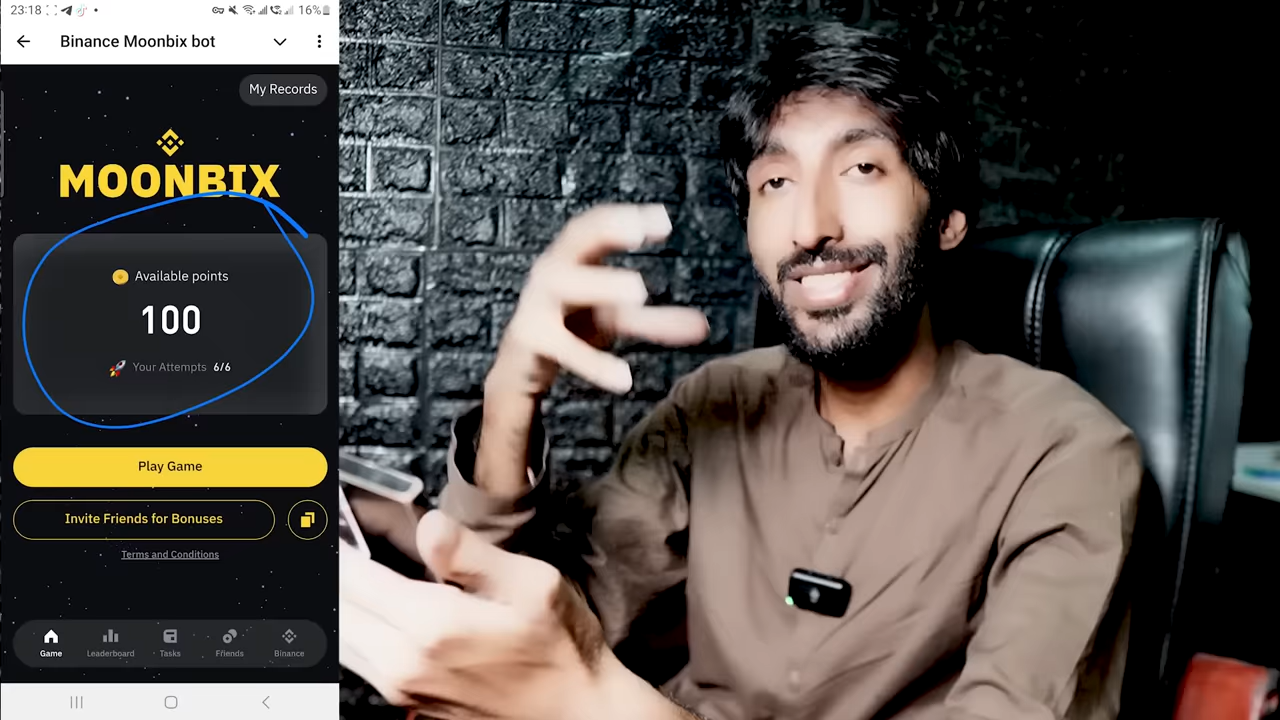 23:18
16%
Binance Moonbix bot
My Records
MOONBIX
Available points
100
Your Attempts 6/6
Play Game
Invite Friends for Bonuses
Terms and Conditions
Game Leaderboard Tasks Friends Binance